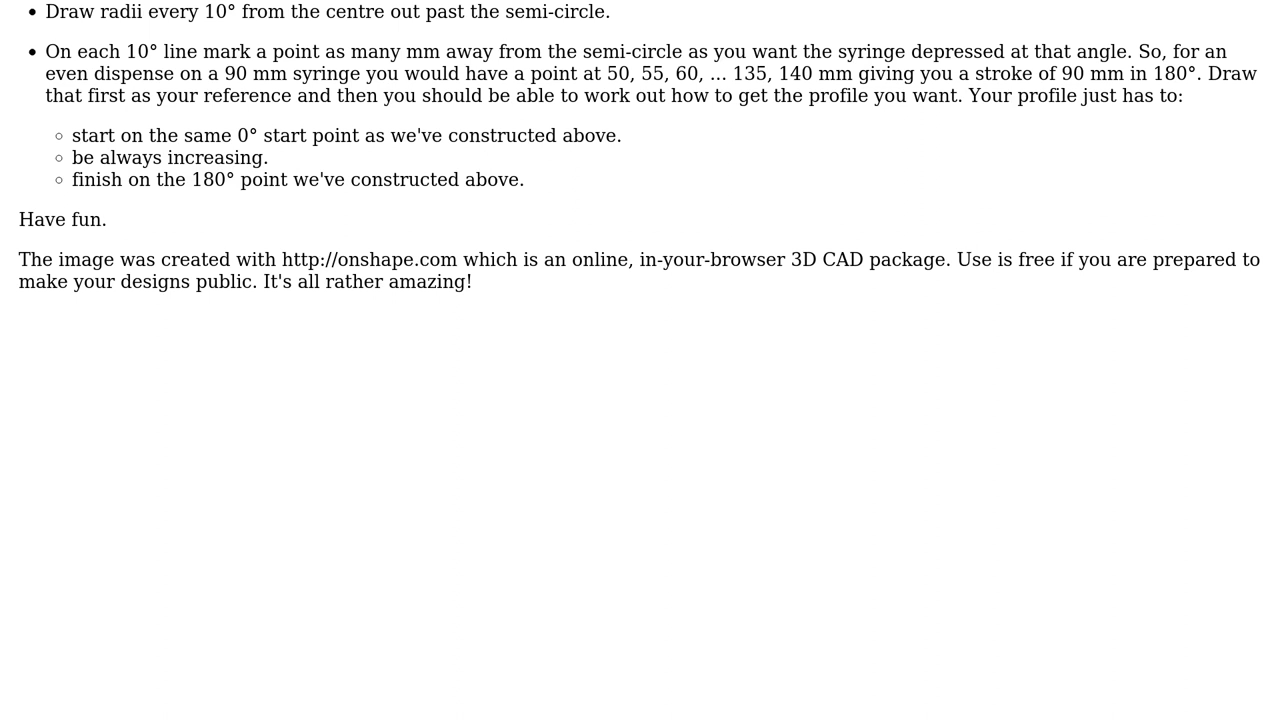 Draw radii every 10° from the centre out past the semi-circle.
On each 10° line mark a point as many mm away from the semi-circle as you want the syringe depressed at that angle. So, for an
even dispense on a 90 mm syringe you would have a point at 50, 55, 60, ... 135, 140 mm giving you a stroke of 90 mm in 180°. Draw
that first as your reference and then you should be able to work out how to get the profile you want. Your profile just has to:
start on the same 0° start point as we've constructed above.
be always increasing.
finish on the 180° point we've constructed above.
Have fun.
The image was created with http://onshape.com which is an online, in-your-browser 3D CAD package. Use is free if you are prepared to
make your designs public. It's all rather amazing!